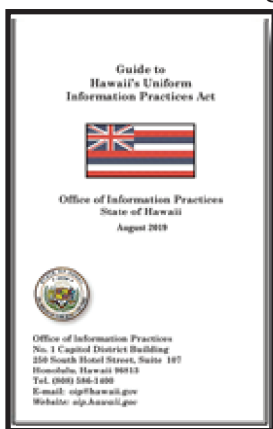 Guide to
Hawaii's Uniform
Information Practices Act
Office of Information Practices
State of Hawaii
August 2019
Office of Information Practices
No. 1 Capitol District Building
250 South Hotel Street, Suite 107
Honolulu, Hawaii 96813
Tel. (808) 586-1400
E-mail: oip@hawaii.gov
Website: oip.hawaii.gov